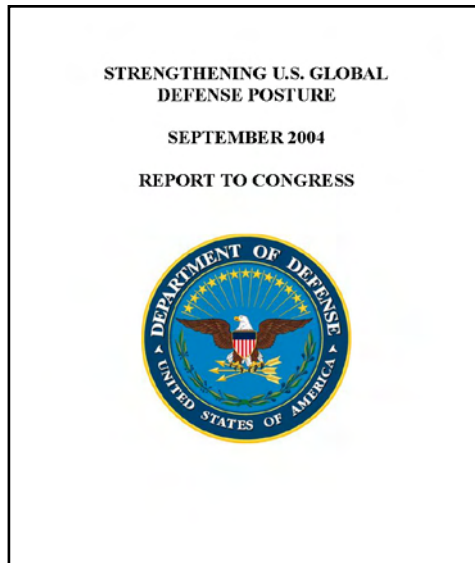 STRENGTHENING U.S. GLOBAL
DEFENSE POSTURE
SEPTEMBER 2004
REPORT TO CONGRESS
DEPARTMENT OF DEFENSE
UNITED STATES OF AMERICA